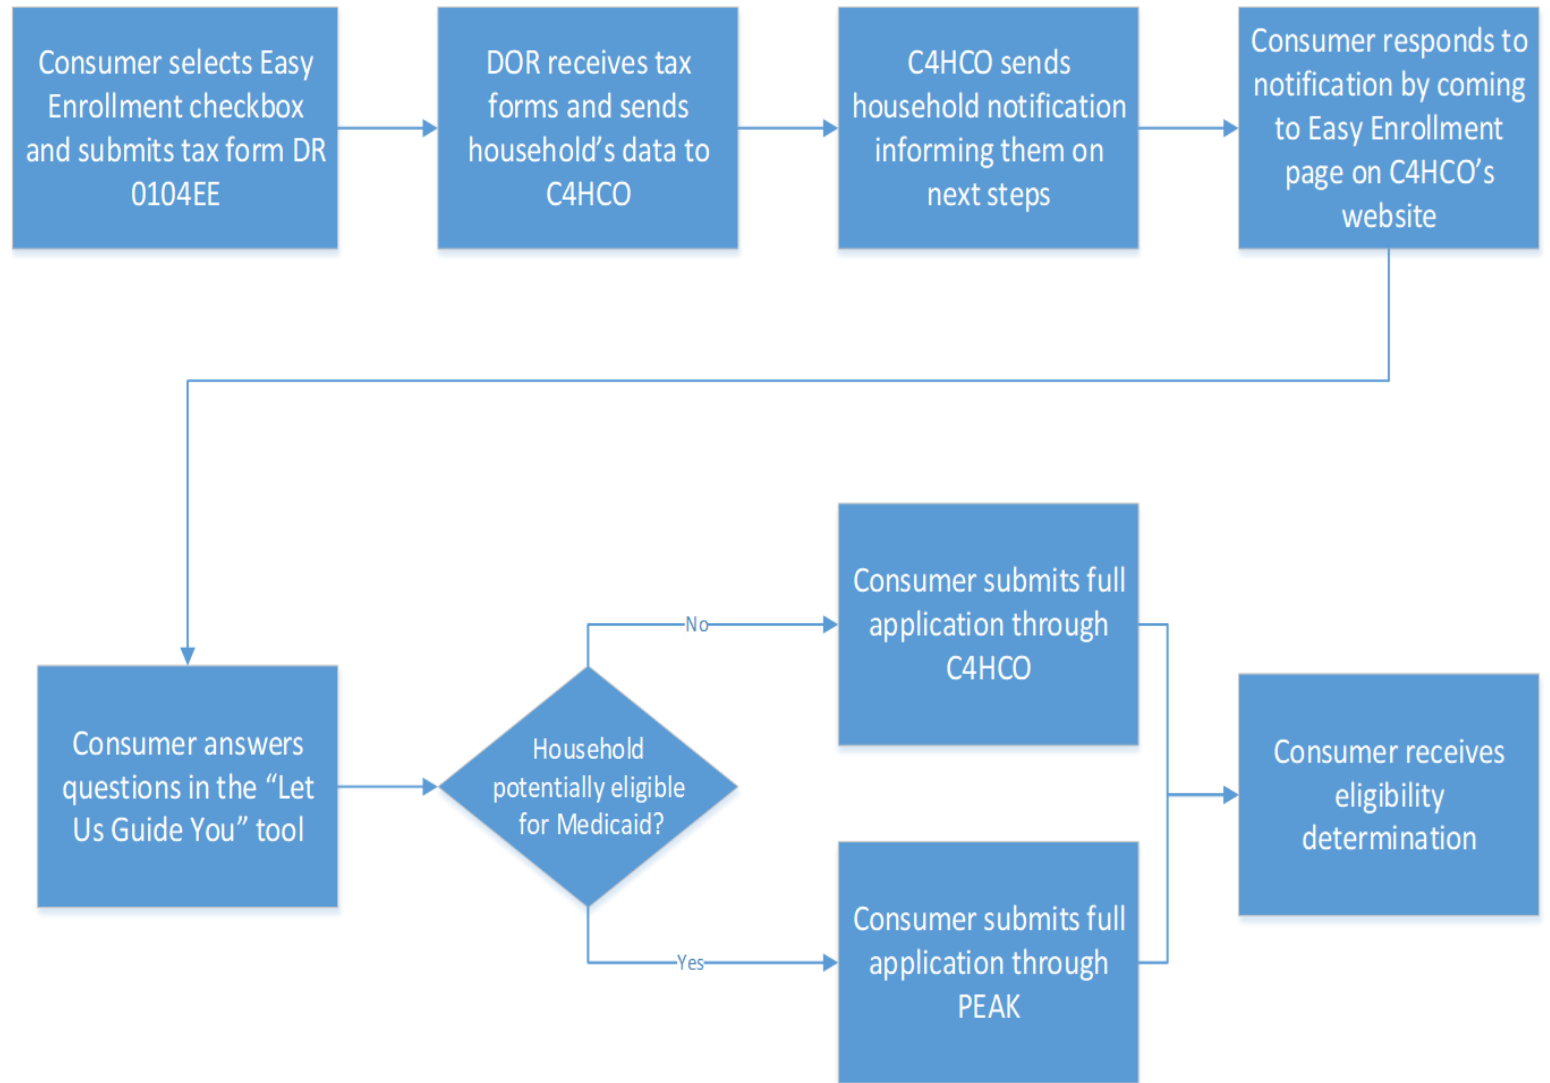 Consumer selects Easy
Enrollment checkbox
and submits tax form DR
0104EE
DOR receives tax
forms and sends
household’s data to
C4HCO
C4HCO sends
household notification
informing them on
next steps
Consumer responds to
notification by coming
to Easy Enrollment
page on C4HCO’s
website
Consumer answers
questions in the “Let
Us Guide You” tool
Household
potentially eligible
for Medicaid?
No
Consumer submits full
application through
C4HCO
Yes
Consumer submits full
application through
PEAK
Consumer receives
eligibility
determination